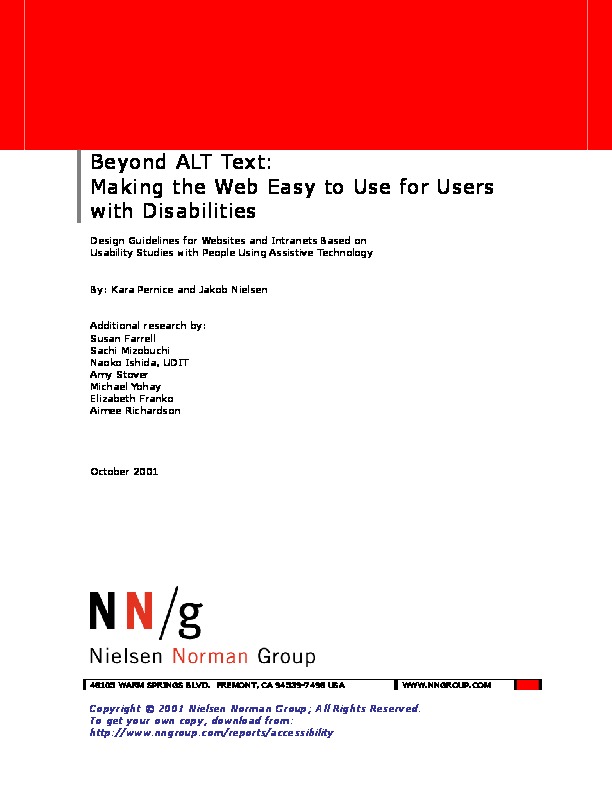 Beyond ALT Text:
Making the Web Easy to Use for Users
with Disabilities
Design Guidelines for Websites and Intranets Based on
Usability Studies with People Using Assistive Technology
By: Kara Pernice and Jakob Nielsen
Additional research by:
Susan Farrell
Sachi Mizobuchi
Naoko Ishida, UDIT
Amy Stover
Michael Yohay
Elizabeth Franko
Aimee Richardson
October 2001
NN/g
Nielsen Norman Group
48105 WARM SPRINGS BLVD. FREMONT, CA 94539-7498 USA WWW.NNGROUP.COM
Copyright © 2001 Nielsen Norman Group; All Rights Reserved.
To get your own copy, download from:
http://www.nngroup.com/reports/accessibility